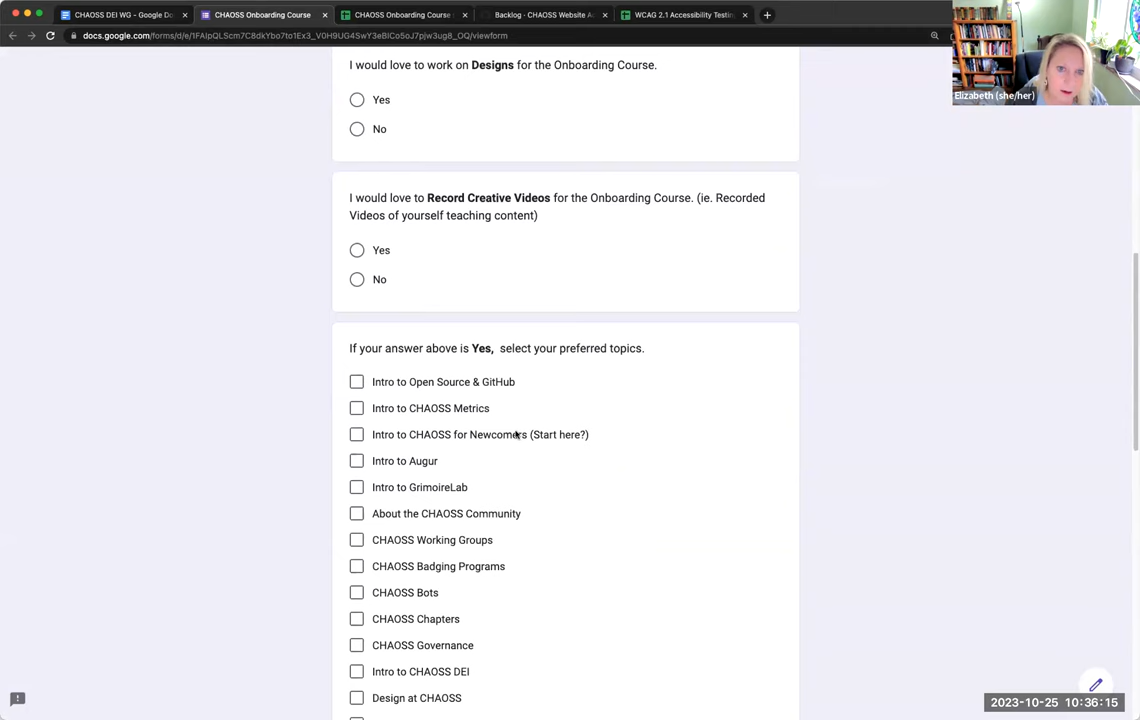 CHAOSS DEI WG - Google Do
CHAOSS Onboarding Course
CHAOSS Onboarding Course
Backlog - CHAOSS Website A
WCAG 2.1 Accessibility Testin
docs.google.com/forms/d/e/1FAIpQLScm7C8dkYbo7to1Ex3_V0H9UG4SwY3eBlCo5oJ7pjw3ug8_OQ/viewform
Elizabeth (she/her)
I would love to work on Designs for the Onboarding Course.
Yes
No
I would love to Record Creative Videos for the Onboarding Course. (ie. Recorded
Videos of yourself teaching content)
Yes
No
If your answer above is Yes, select your preferred topics.
Intro to Open Source & GitHub
Intro to CHAOSS Metrics
Intro to CHAOSS for Newcomers (Start here?)
Intro to Augur
Intro to GrimoireLab
About the CHAOSS Community
CHAOSS Working Groups
CHAOSS Badging Programs
CHAOSS Bots
CHAOSS Chapters
CHAOSS Governance
Intro to CHAOSS DEI
Design at CHAOSS
2023-10-25 10:36:15